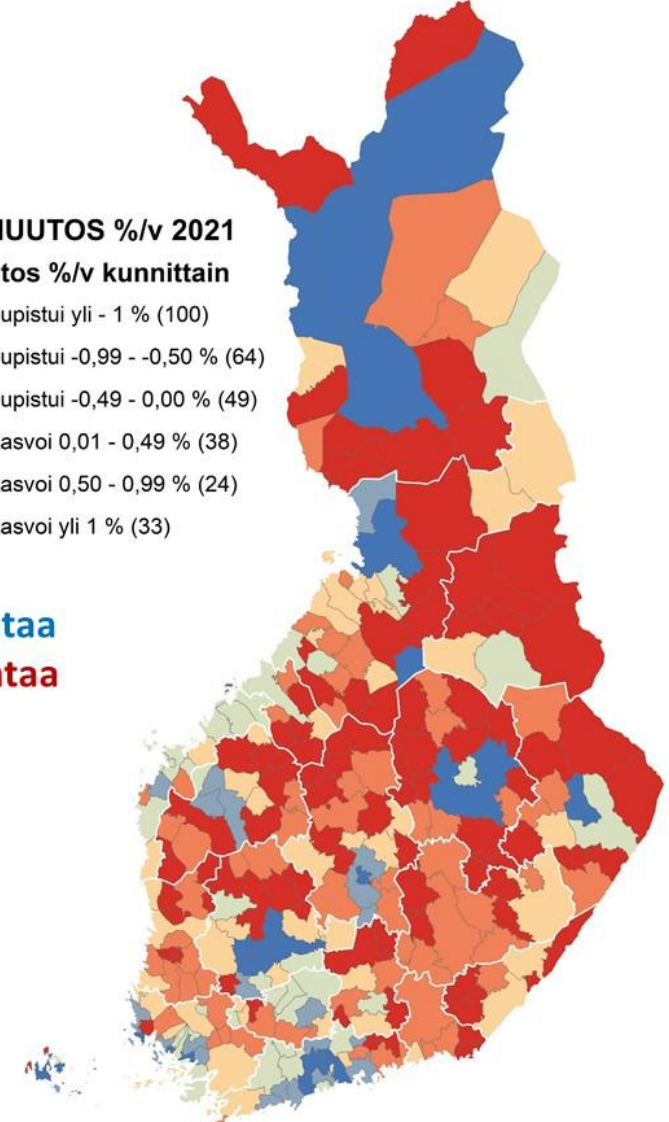 IUUTOS %/v 2021
tos %/v kunnittain
upistui yli - 1 % (100)
upistui -0,99 - -0,50 % (64)
upistui -0,49 - 0,00 % (49)
asvoi 0,01 - 0,49 % (38)
asvoi 0,50 - 0,99 % (24)
asvoi yli 1 % (33)
taa
ntaa